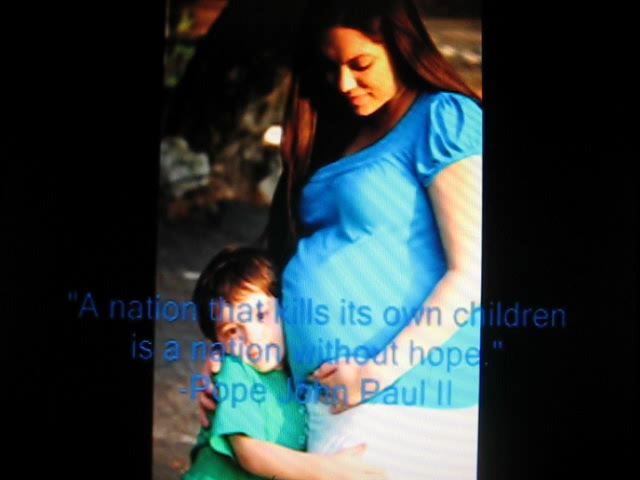 "A nation that kills its own children
is a nation without hope."
-Pope John Paul II